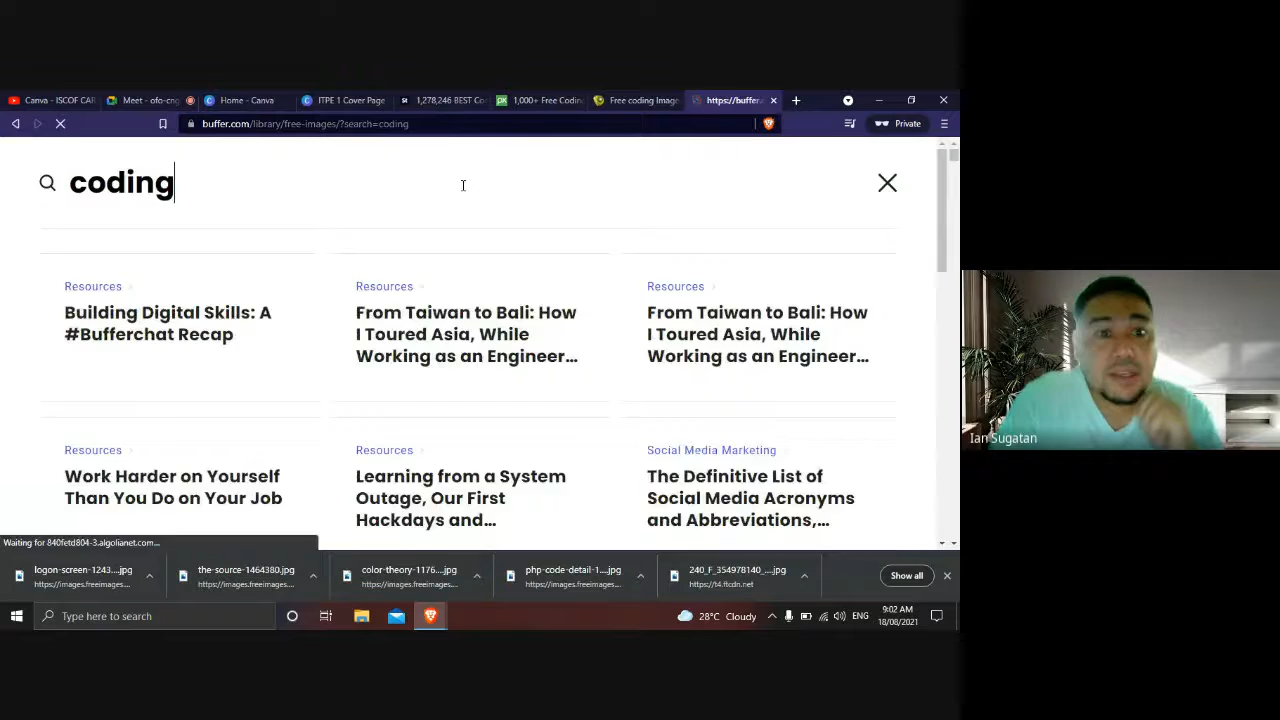 Canva - ISCOF CAR
Meet - ofo-cng
Home - Canva
ITPE 1 Cover Page
1,278,246 BEST Co
1,000+ Free Codin
Free coding Image
https://buffer.
buffer.com/library/free-images/?search=coding
Private
coding
Resources
Building Digital Skills: A
#Bufferchat Recap
Resources
From Taiwan to Bali: How
I Toured Asia, While
Working as an Engineer...
Resources
From Taiwan to Bali: How
I Toured Asia, While
Working as an Engineer...
Resources
Work Harder on Yourself
Than You Do on Your Job
Resources
Learning from a System
Outage, Our First
Hackdays and...
Social Media Marketing
The Definitive List of
Social Media Acronyms
and Abbreviations,...
Ian Sugatan
Waiting for 840fetd804-3.algolianet.com...
logon-screen-1243....jpg
https://images.freeimages...
the-source-1464380.jpg
https://images.freeimages...
color-theory-1176....jpg
https://images.freeimages...
php-code-detail-1....jpg
https://images.freeimages...
240_F_354978140_....jpg
https://t4.ftcdn.net
Show all
Type here to search
28°C Cloudy
ENG
9:02 AM
18/08/2021